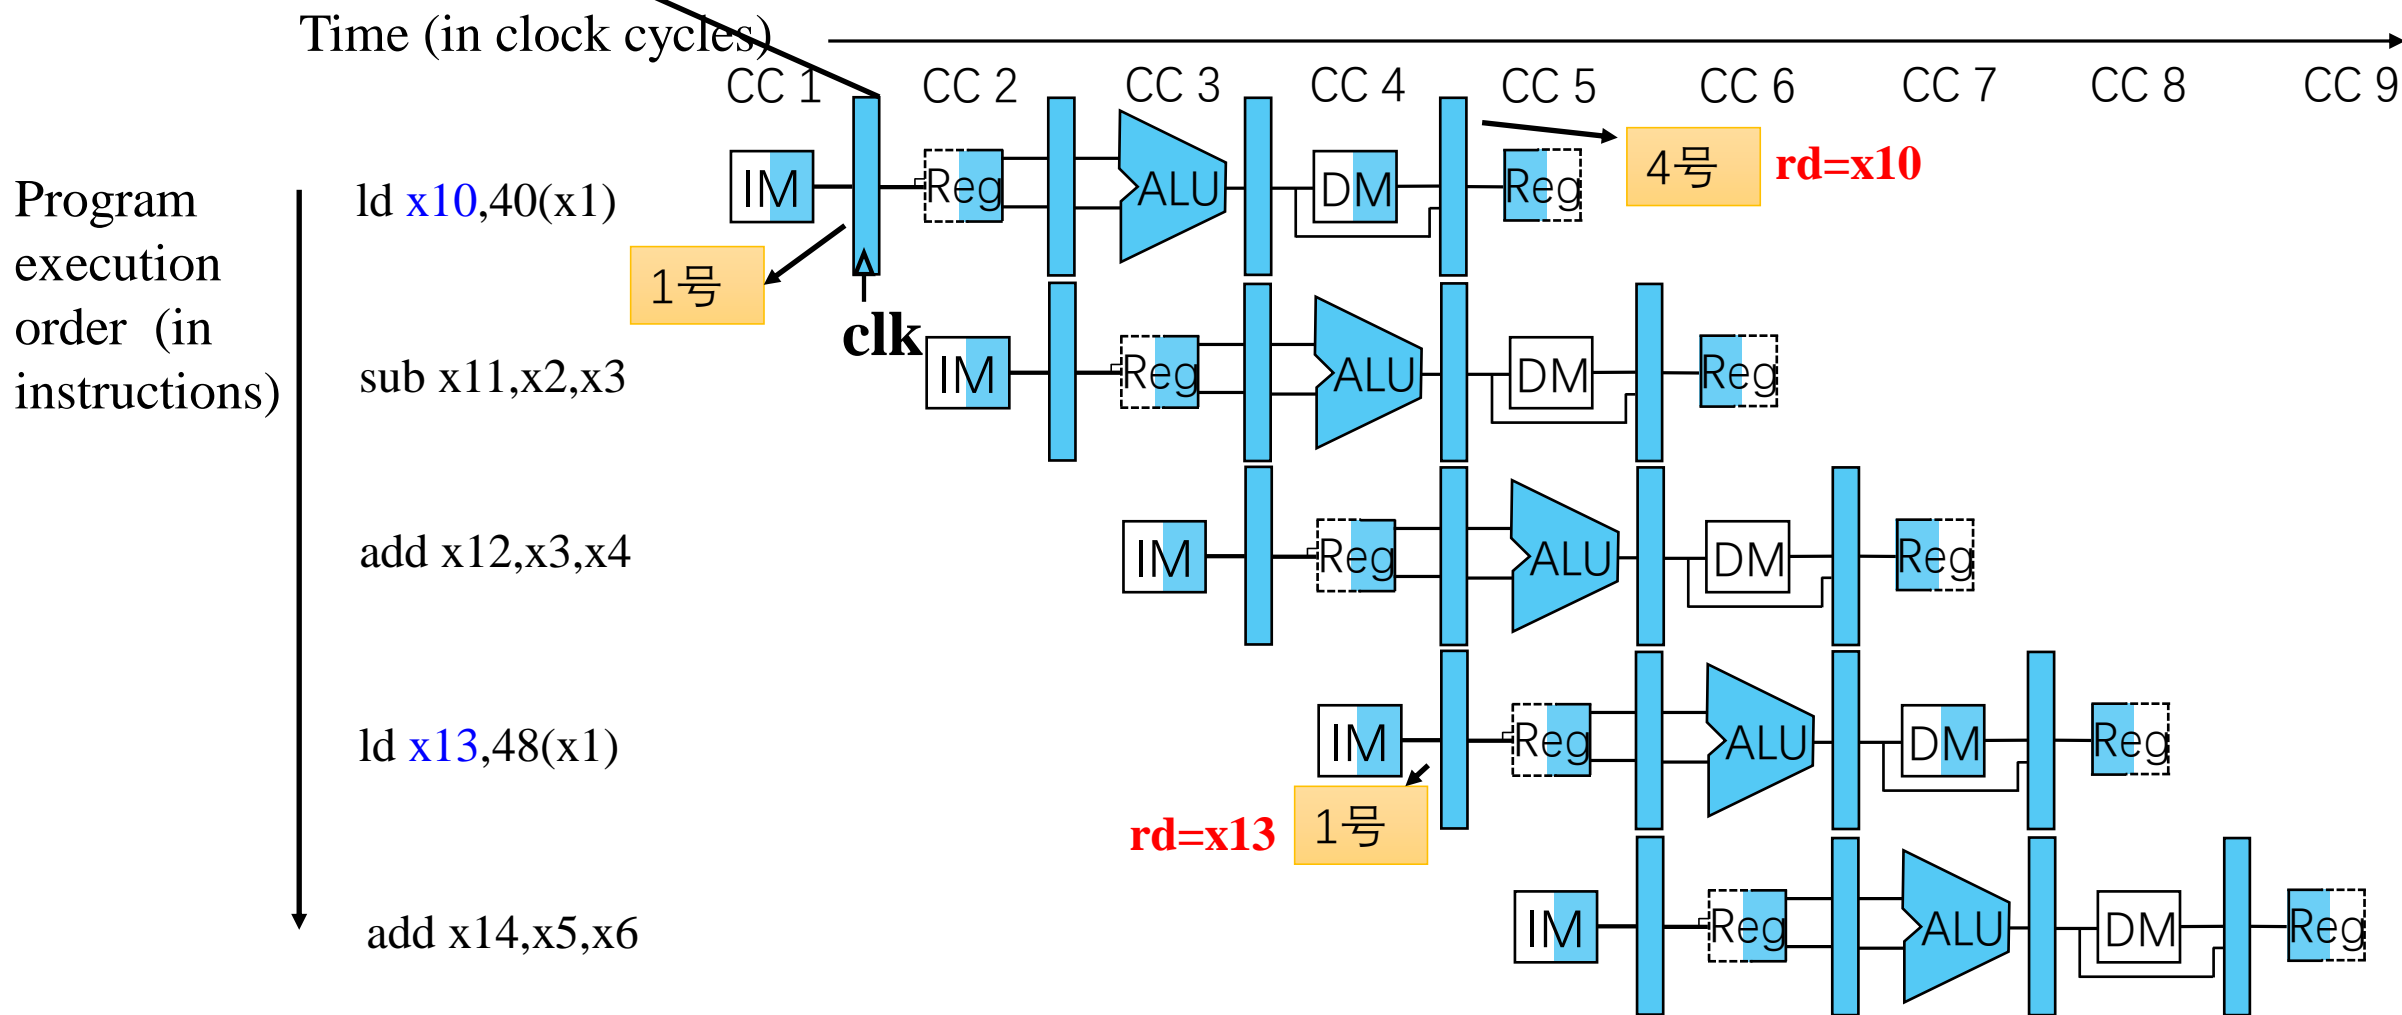 Time (in clock cycles)
CC 1 CC 2 CC 3 CC 4 CC 5 CC 6 CC 7 CC 8 CC 9
Program
execution
order (in
instructions)
ld x10,40(x1)
IM Reg ALU DM Reg
4号 rd=x10
1号
clk
sub x11,x2,x3
IM Reg ALU DM Reg
add x12,x3,x4
IM Reg ALU DM Reg
ld x13,48(x1)
IM Reg ALU DM Reg
rd=x13 1号
add x14,x5,x6
IM Reg ALU DM Reg